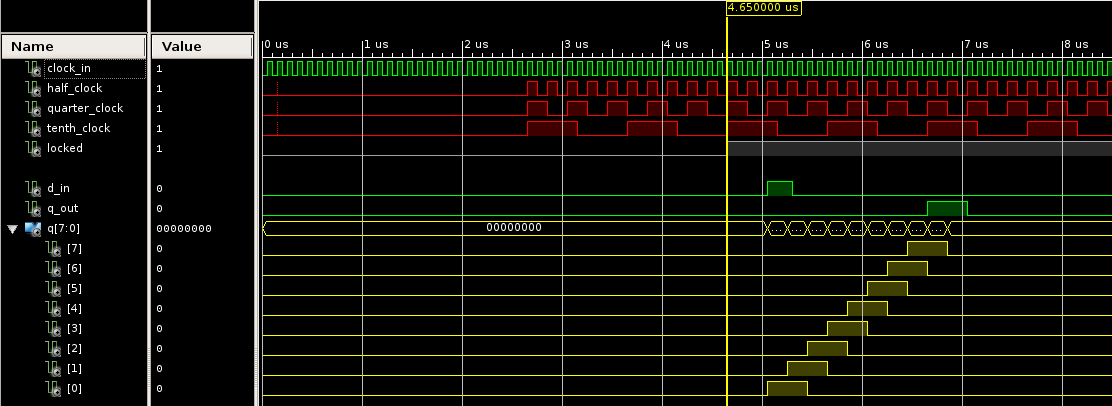 4.650000 us
Name Value 0 us 1 us 2 us 3 us 4 us 5 us 6 us 7 us 8 us
clock_in 1
half_clock 1
quarter_clock 1
tenth_clock 1
locked 1
d_in 0
q_out 0
q[7:0] 00000000 00000000
[7] 0
[6] 0
[5] 0
[4] 0
[3] 0
[2] 0
[1] 0
[0] 0